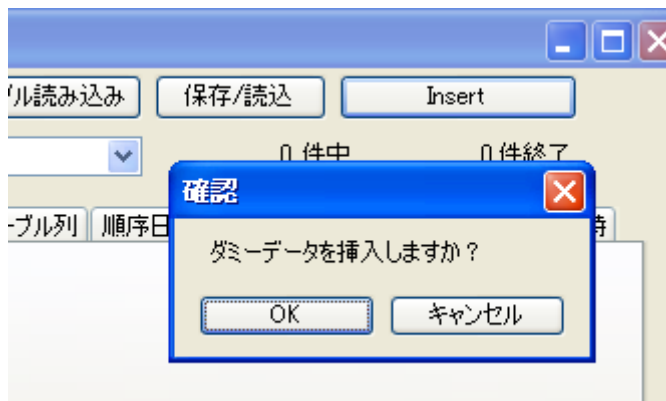 ル読み込み
保存/読込
Insert
0 件中
0 件終了
確認
ーブル列
順序日
時
ダミーデータを挿入しますか？
OK
キャンセル